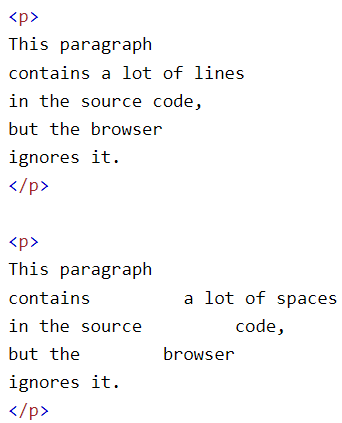 <p>
This paragraph
contains a lot of lines
in the source code,
but the browser
ignores it.
</p>

<p>
This paragraph
contains         a lot of spaces
in the source         code,
but the        browser
ignores it.
</p>